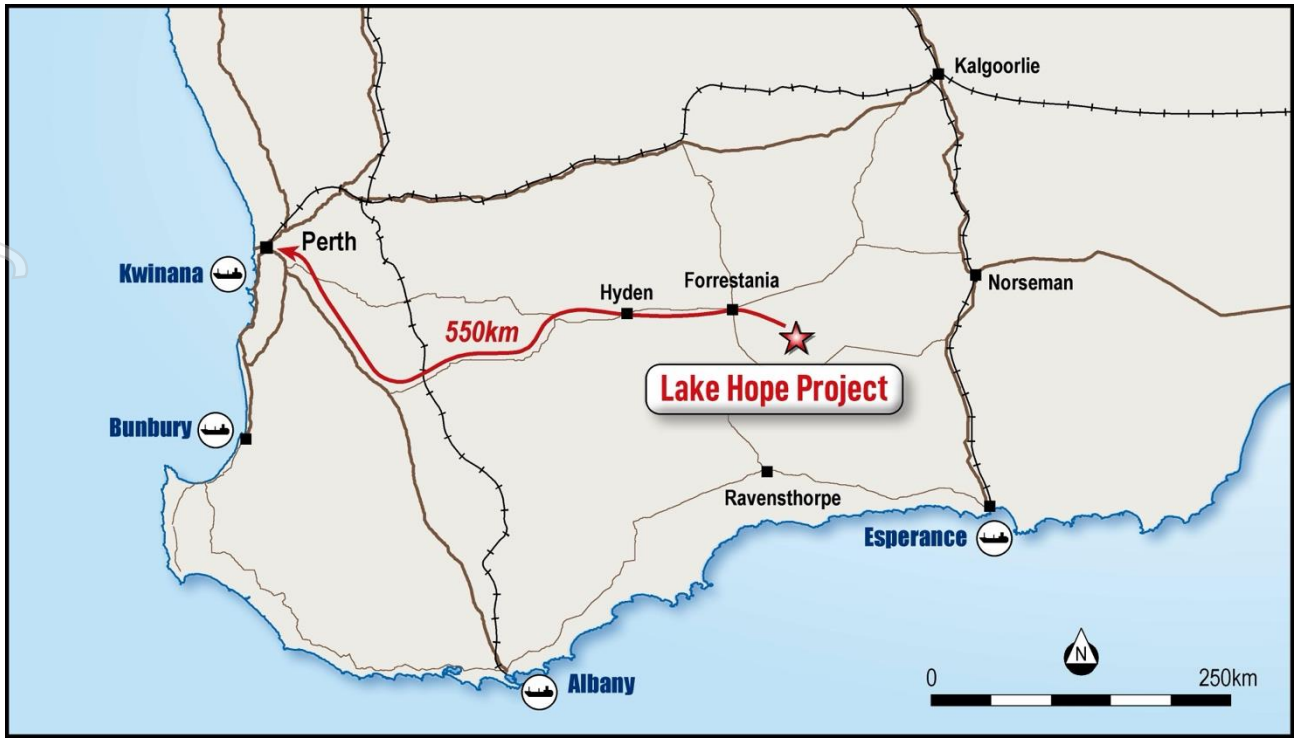 Kalgoorlie
Perth
Kwinana
Forrestania
Hyden
Norseman
550km
Lake Hope Project
Bunbury
Ravensthorpe
Esperance
Albany
N
0
250km